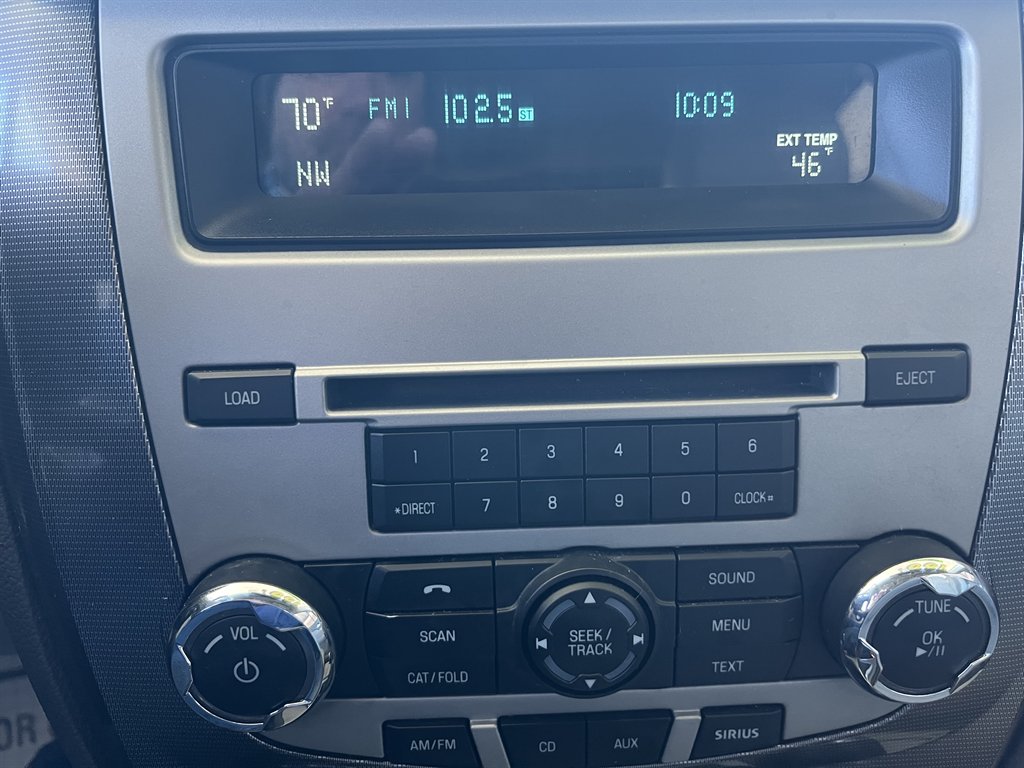 70°F FM1 102.5 ST 10:09
EXT TEMP
NW 46°F
LOAD EJECT
1 2 3 4 5 6
*DIRECT 7 8 9 0 CLOCK#
SOUND
VOL SCAN SEEK/ MENU TUNE
TRACK OK
CAT/FOLD TEXT ►/II
AM/FM CD AUX SIRIUS
OR